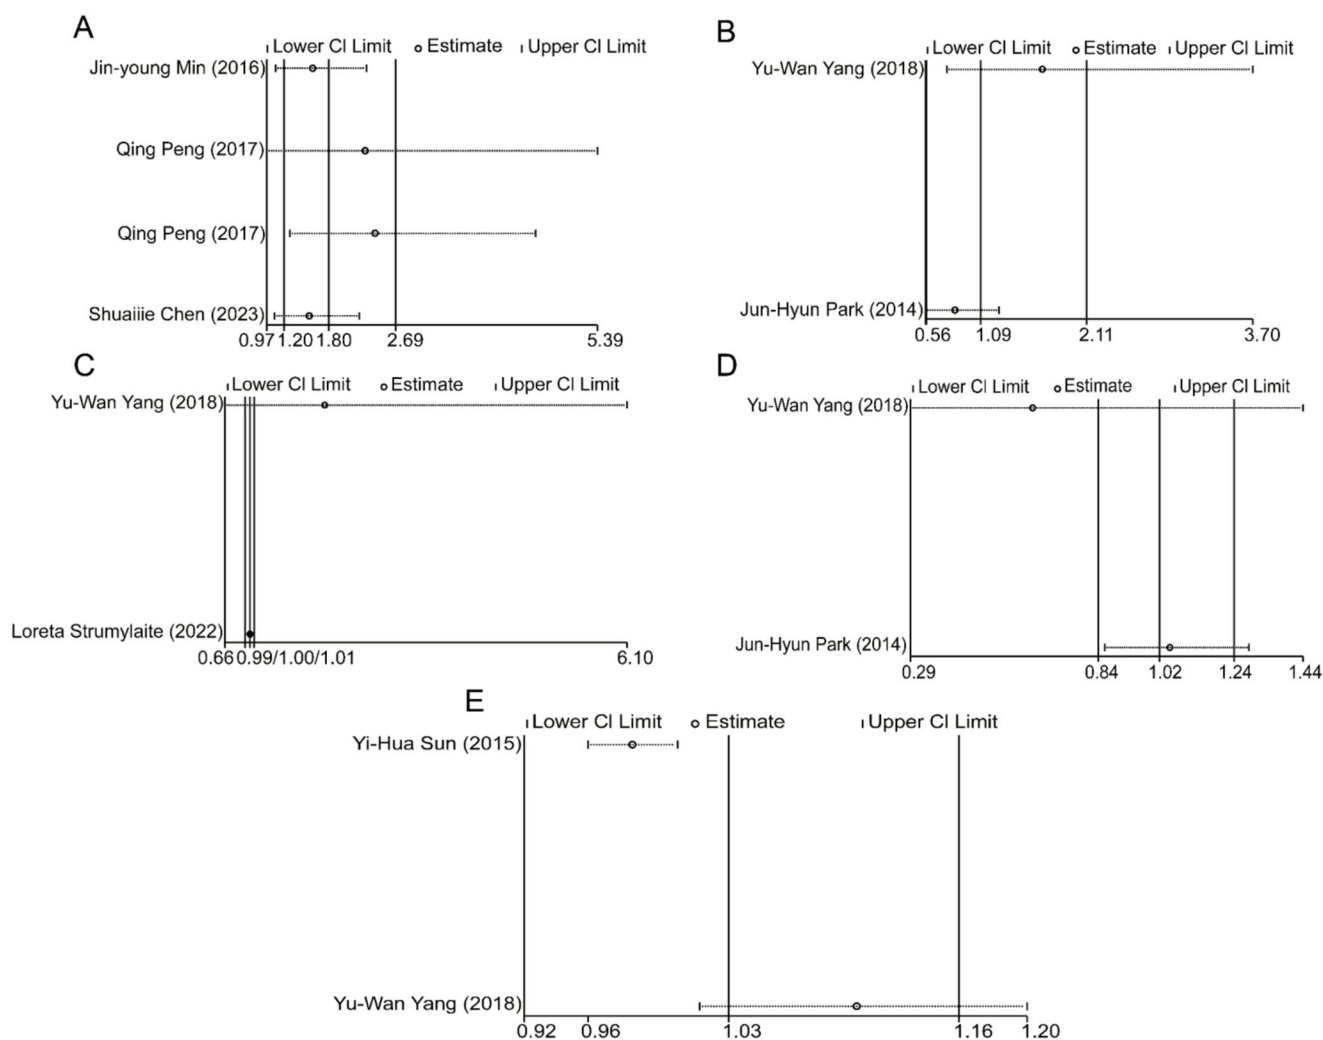 A
Lower CI Limit Estimate Upper CI Limit
Jin-young Min (2016)
Qing Peng (2017)
Qing Peng (2017)
Shuaiiie Chen (2023)
0.97 1.20 1.80 2.69 5.39
B
Lower CI Limit Estimate Upper CI Limit
Yu-Wan Yang (2018)
Jun-Hyun Park (2014)
0.56 1.09 2.11 3.70
C
Lower CI Limit Estimate Upper CI Limit
Yu-Wan Yang (2018)
Loreta Strumylaite (2022)
0.66 0.99/1.00/1.01 6.10
D
Lower CI Limit Estimate Upper CI Limit
Yu-Wan Yang (2018)
Jun-Hyun Park (2014)
0.29 0.84 1.02 1.24 1.44
E
Lower CI Limit Estimate Upper CI Limit
Yi-Hua Sun (2015)
Yu-Wan Yang (2018)
0.92 0.96 1.03 1.16 1.20